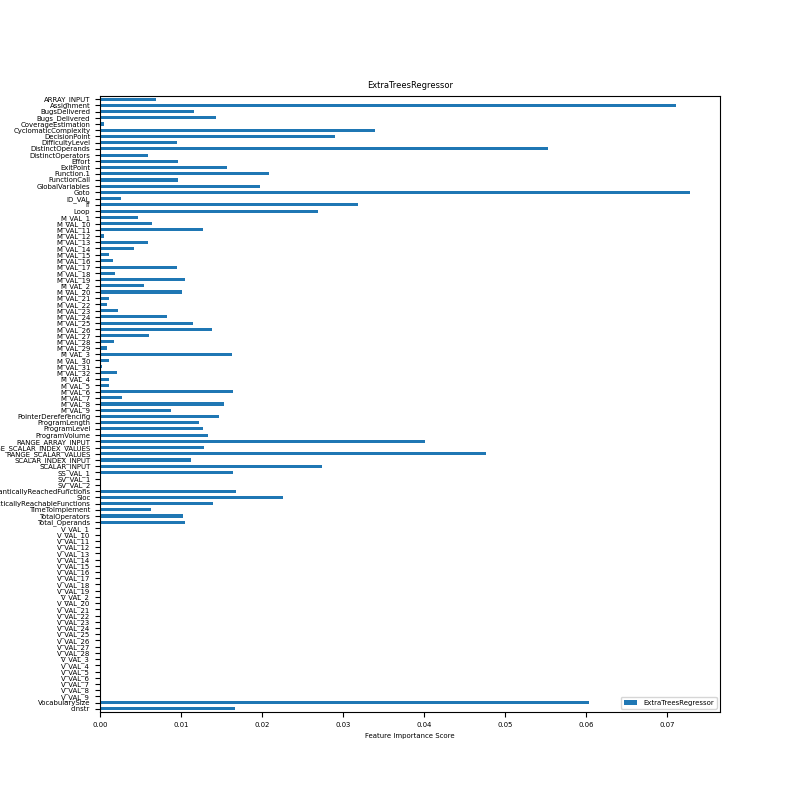 ExtraTreesRegressor
ARRAY_INPUT
Assignment
BugsDelivered
Bugs_Delivered
CoverageEstimation
CyclomaticComplexity
DecisionPoint
DifficultyLevel
DistinctOperands
DistinctOperators
Effort
ExitPoint
Function.1
FunctionCall
GlobalVariables
Goto
ID_VAL
If
Loop
M_VAL_1
M_VAL_10
M_VAL_11
M_VAL_12
M_VAL_13
M_VAL_14
M_VAL_15
M_VAL_16
M_VAL_17
M_VAL_18
M_VAL_19
M_VAL_2
M_VAL_20
M_VAL_21
M_VAL_22
M_VAL_23
M_VAL_24
M_VAL_25
M_VAL_26
M_VAL_27
M_VAL_28
M_VAL_29
M_VAL_3
M_VAL_30
M_VAL_31
M_VAL_32
M_VAL_4
M_VAL_5
M_VAL_6
M_VAL_7
M_VAL_8
M_VAL_9
PointerDereferencing
ProgramLength
ProgramLevel
ProgramVolume
RANGE_ARRAY_INPUT
E_SCALAR_INDEX_VALUES
RANGE_SCALAR_VALUES
SCALAR_INDEX_INPUT
SCALAR_INPUT
SS_VAL_1
SV_VAL_1
SV_VAL_2
anticallyReachedFunctions
Sloc
ticallyReachableFunctions
TimeToImplement
TotalOperators
Total_Operands
V_VAL_1
V_VAL_10
V_VAL_11
V_VAL_12
V_VAL_13
V_VAL_14
V_VAL_15
V_VAL_16
V_VAL_17
V_VAL_18
V_VAL_19
V_VAL_2
V_VAL_20
V_VAL_21
V_VAL_22
V_VAL_23
V_VAL_24
V_VAL_25
V_VAL_26
V_VAL_27
V_VAL_28
V_VAL_3
V_VAL_4
V_VAL_5
V_VAL_6
V_VAL_7
V_VAL_8
V_VAL_9
VocabularySize
cinstr
ExtraTreesRegressor
0.00 0.01 0.02 0.03 0.04 0.05 0.06 0.07
Feature Importance Score